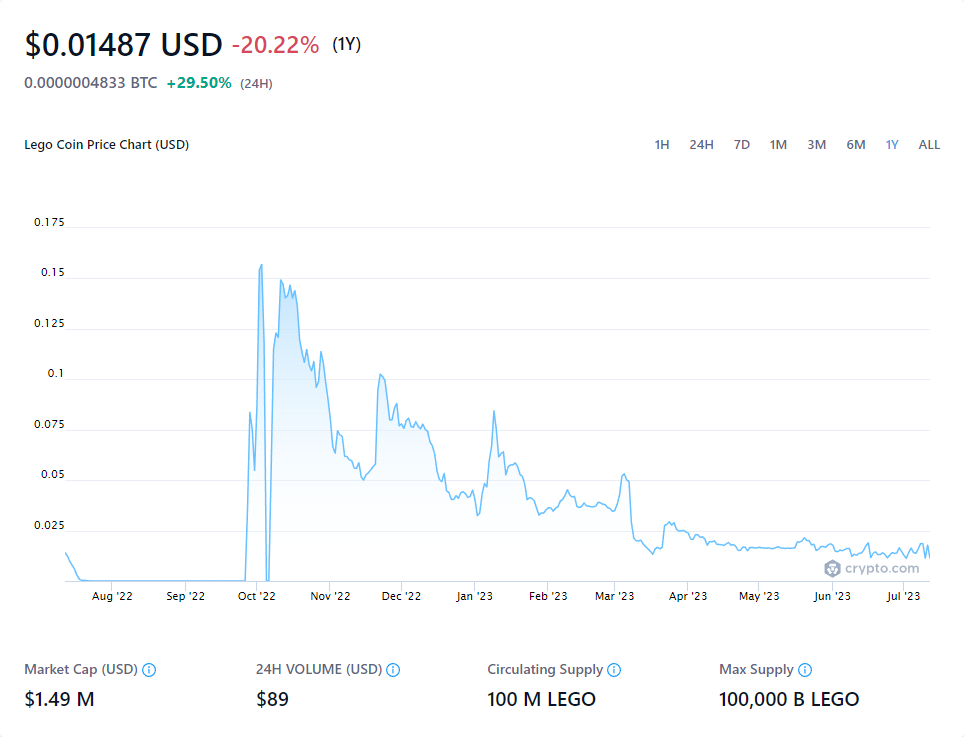 $0.01487 USD -20.22% (1Y)
0.0000004833 BTC +29.50% (24H)
Lego Coin Price Chart (USD) 1H 24H 7D 1M 3M 6M 1Y ALL
0.175
0.15
0.125
0.1
0.075
0.05
0.025
crypto.com
Aug '22 Sep '22 Oct '22 Nov '22 Dec '22 Jan '23 Feb '23 Mar '23 Apr '23 May '23 Jun '23 Jul '23
Market Cap (USD) 24H VOLUME (USD) Circulating Supply Max Supply
$1.49 M $89 100 M LEGO 100,000 B LEGO